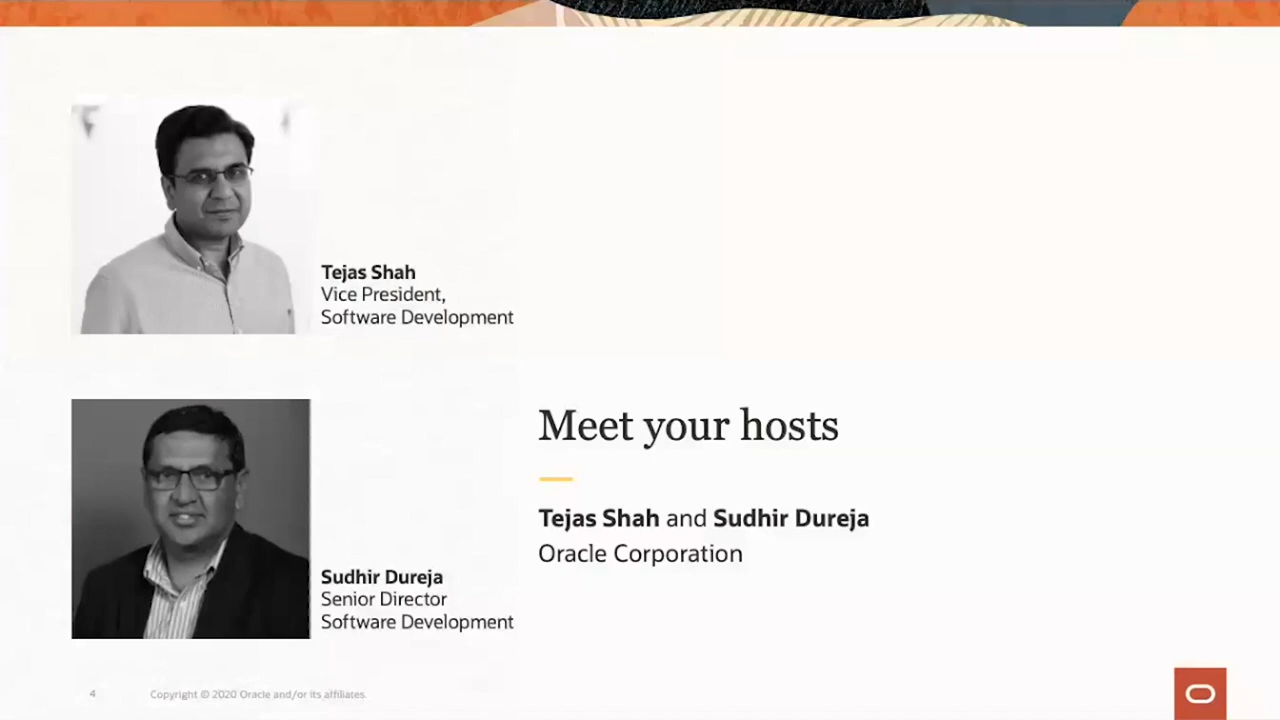 Tejas Shah
Vice President,
Software Development
Sudhir Dureja
Senior Director
Software Development
Meet your hosts
Tejas Shah and Sudhir Dureja
Oracle Corporation
4
Copyright © 2020 Oracle and/or its affiliates.